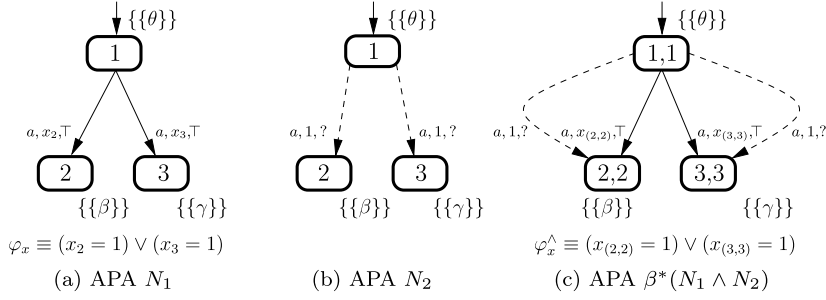 {{θ}}
1
a, x₂,⊤
a, x₃,⊤
2
3
{{β}}
{{γ}}
φₓ ≡ (x₂ = 1) ∨ (x₃ = 1)
(a) APA N₁
{{θ}}
1
a, 1, ?
a, 1, ?
2
3
{{β}}
{{γ}}
(b) APA N₂
{{θ}}
1,1
a, 1, ?
a, x₍₂,₂₎,⊤
a, x₍₃,₃₎,⊤
a, 1, ?
2,2
3,3
{{β}}
{{γ}}
φₓ^∧ ≡ (x₍₂,₂₎ = 1) ∨ (x₍₃,₃₎ = 1)
(c) APA β*(N₁ ∧ N₂)